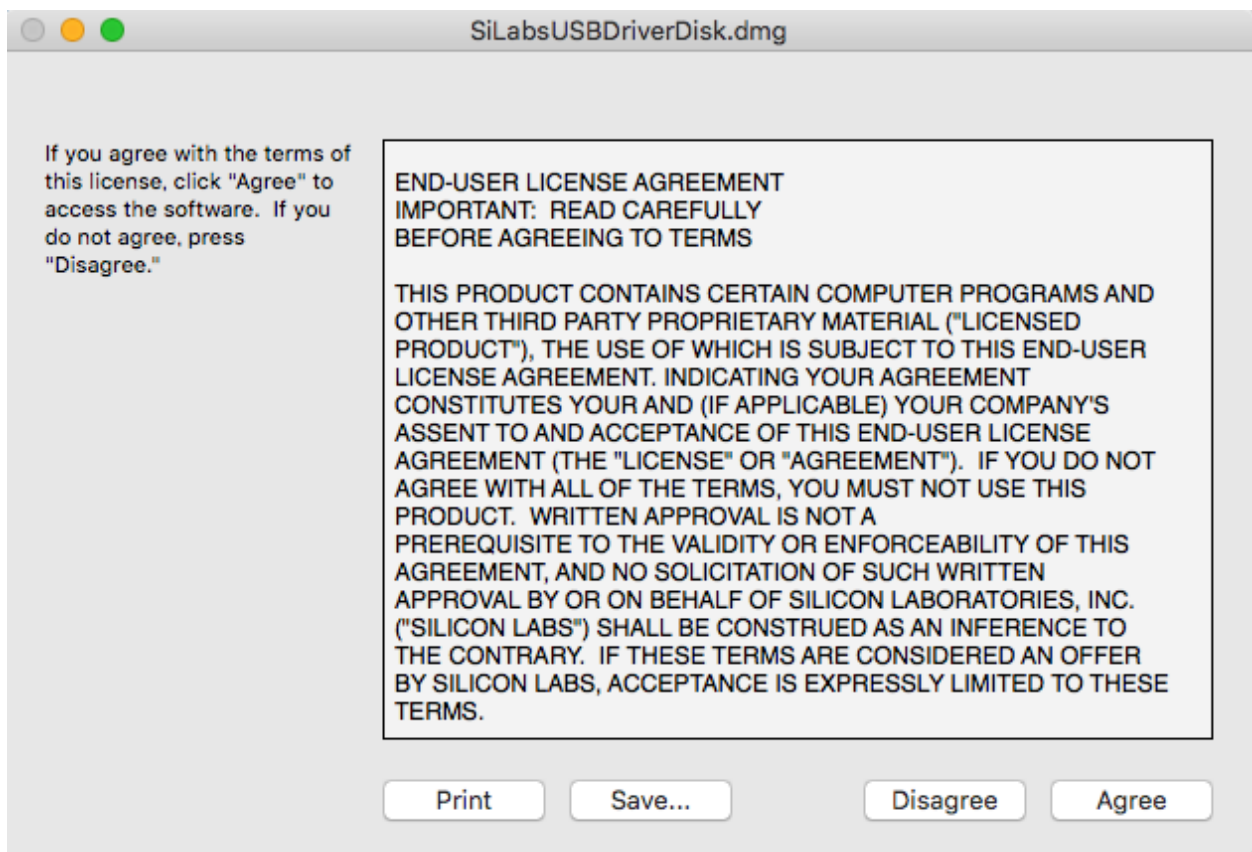 SiLabsUSBDriverDisk.dmg
If you agree with the terms of
this license, click "Agree" to
access the software.  If you
do not agree, press
"Disagree."
END-USER LICENSE AGREEMENT
IMPORTANT:  READ CAREFULLY
BEFORE AGREEING TO TERMS
THIS PRODUCT CONTAINS CERTAIN COMPUTER PROGRAMS AND
OTHER THIRD PARTY PROPRIETARY MATERIAL ("LICENSED
PRODUCT"), THE USE OF WHICH IS SUBJECT TO THIS END-USER
LICENSE AGREEMENT. INDICATING YOUR AGREEMENT
CONSTITUTES YOUR AND (IF APPLICABLE) YOUR COMPANY'S
ASSENT TO AND ACCEPTANCE OF THIS END-USER LICENSE
AGREEMENT (THE "LICENSE" OR "AGREEMENT").  IF YOU DO NOT
AGREE WITH ALL OF THE TERMS, YOU MUST NOT USE THIS
PRODUCT.  WRITTEN APPROVAL IS NOT A
PREREQUISITE TO THE VALIDITY OR ENFORCEABILITY OF THIS
AGREEMENT, AND NO SOLICITATION OF SUCH WRITTEN
APPROVAL BY OR ON BEHALF OF SILICON LABORATORIES, INC.
("SILICON LABS") SHALL BE CONSTRUED AS AN INFERENCE TO
THE CONTRARY.  IF THESE TERMS ARE CONSIDERED AN OFFER
BY SILICON LABS, ACCEPTANCE IS EXPRESSLY LIMITED TO THESE
TERMS.
Print Save... Disagree Agree